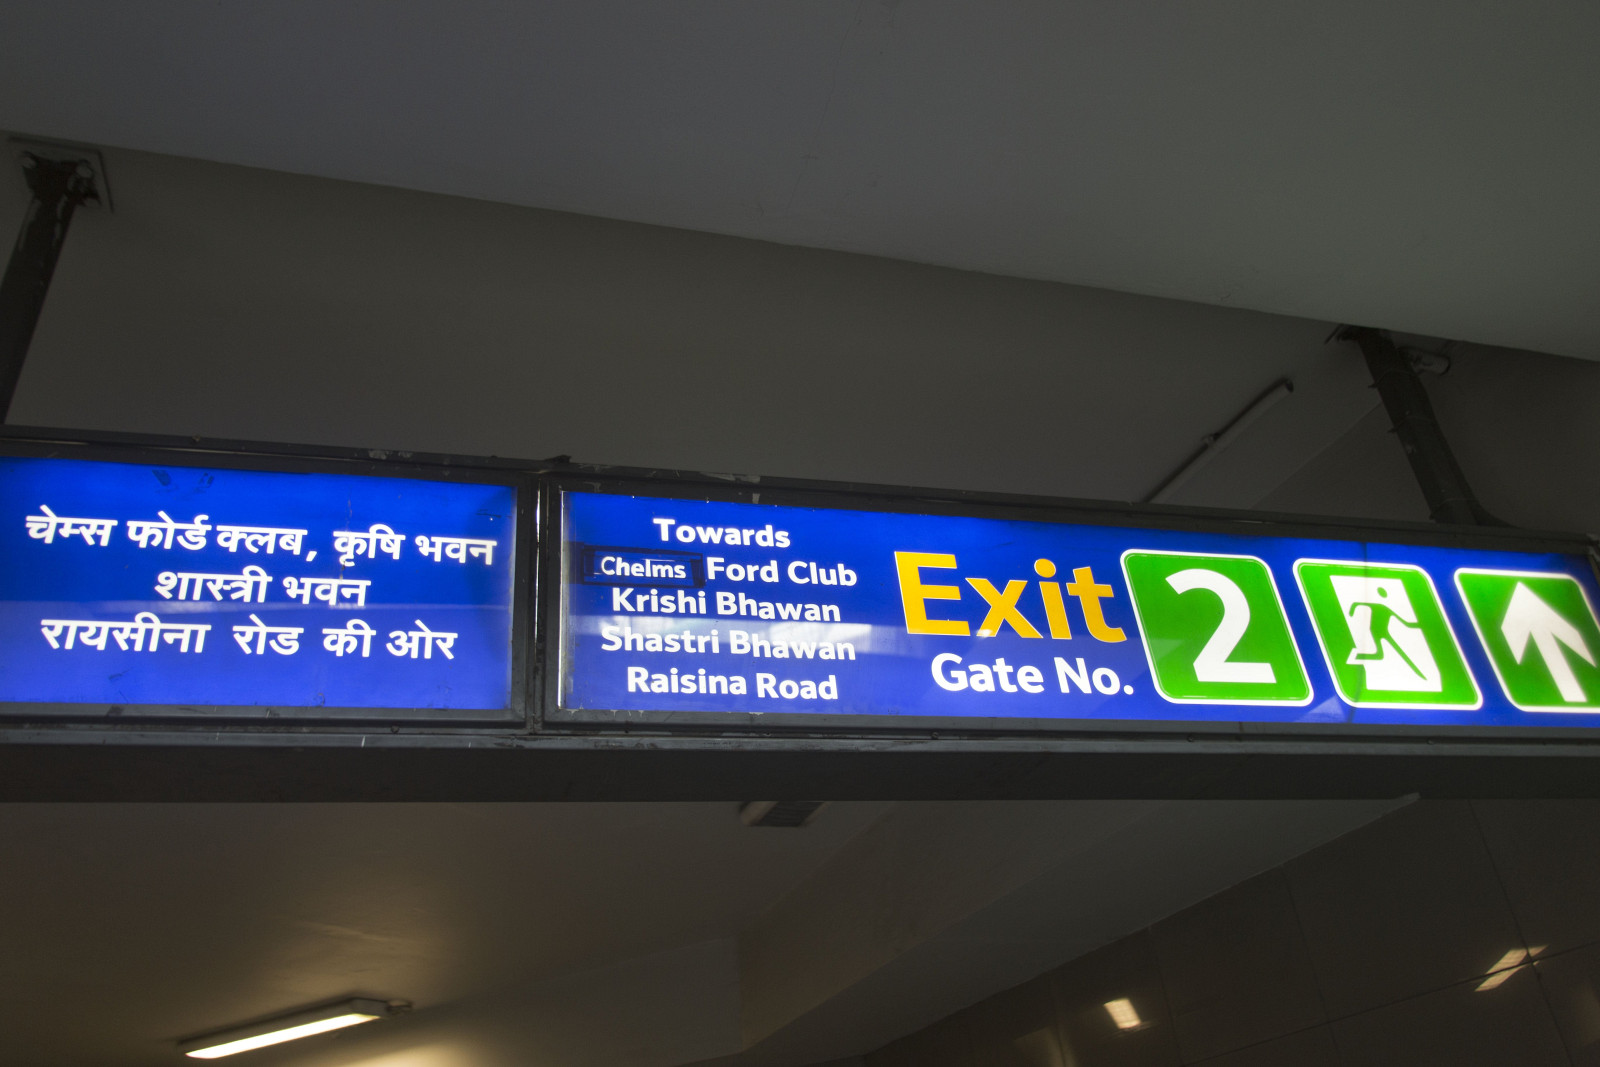 चेम्स फोर्ड क्लब, कृषि भवन
शास्त्री भवन
रायसीना रोड की ओर
Towards
Chelms Ford Club
Krishi Bhawan
Shastri Bhawan
Raisina Road
Exit
Gate No.
2